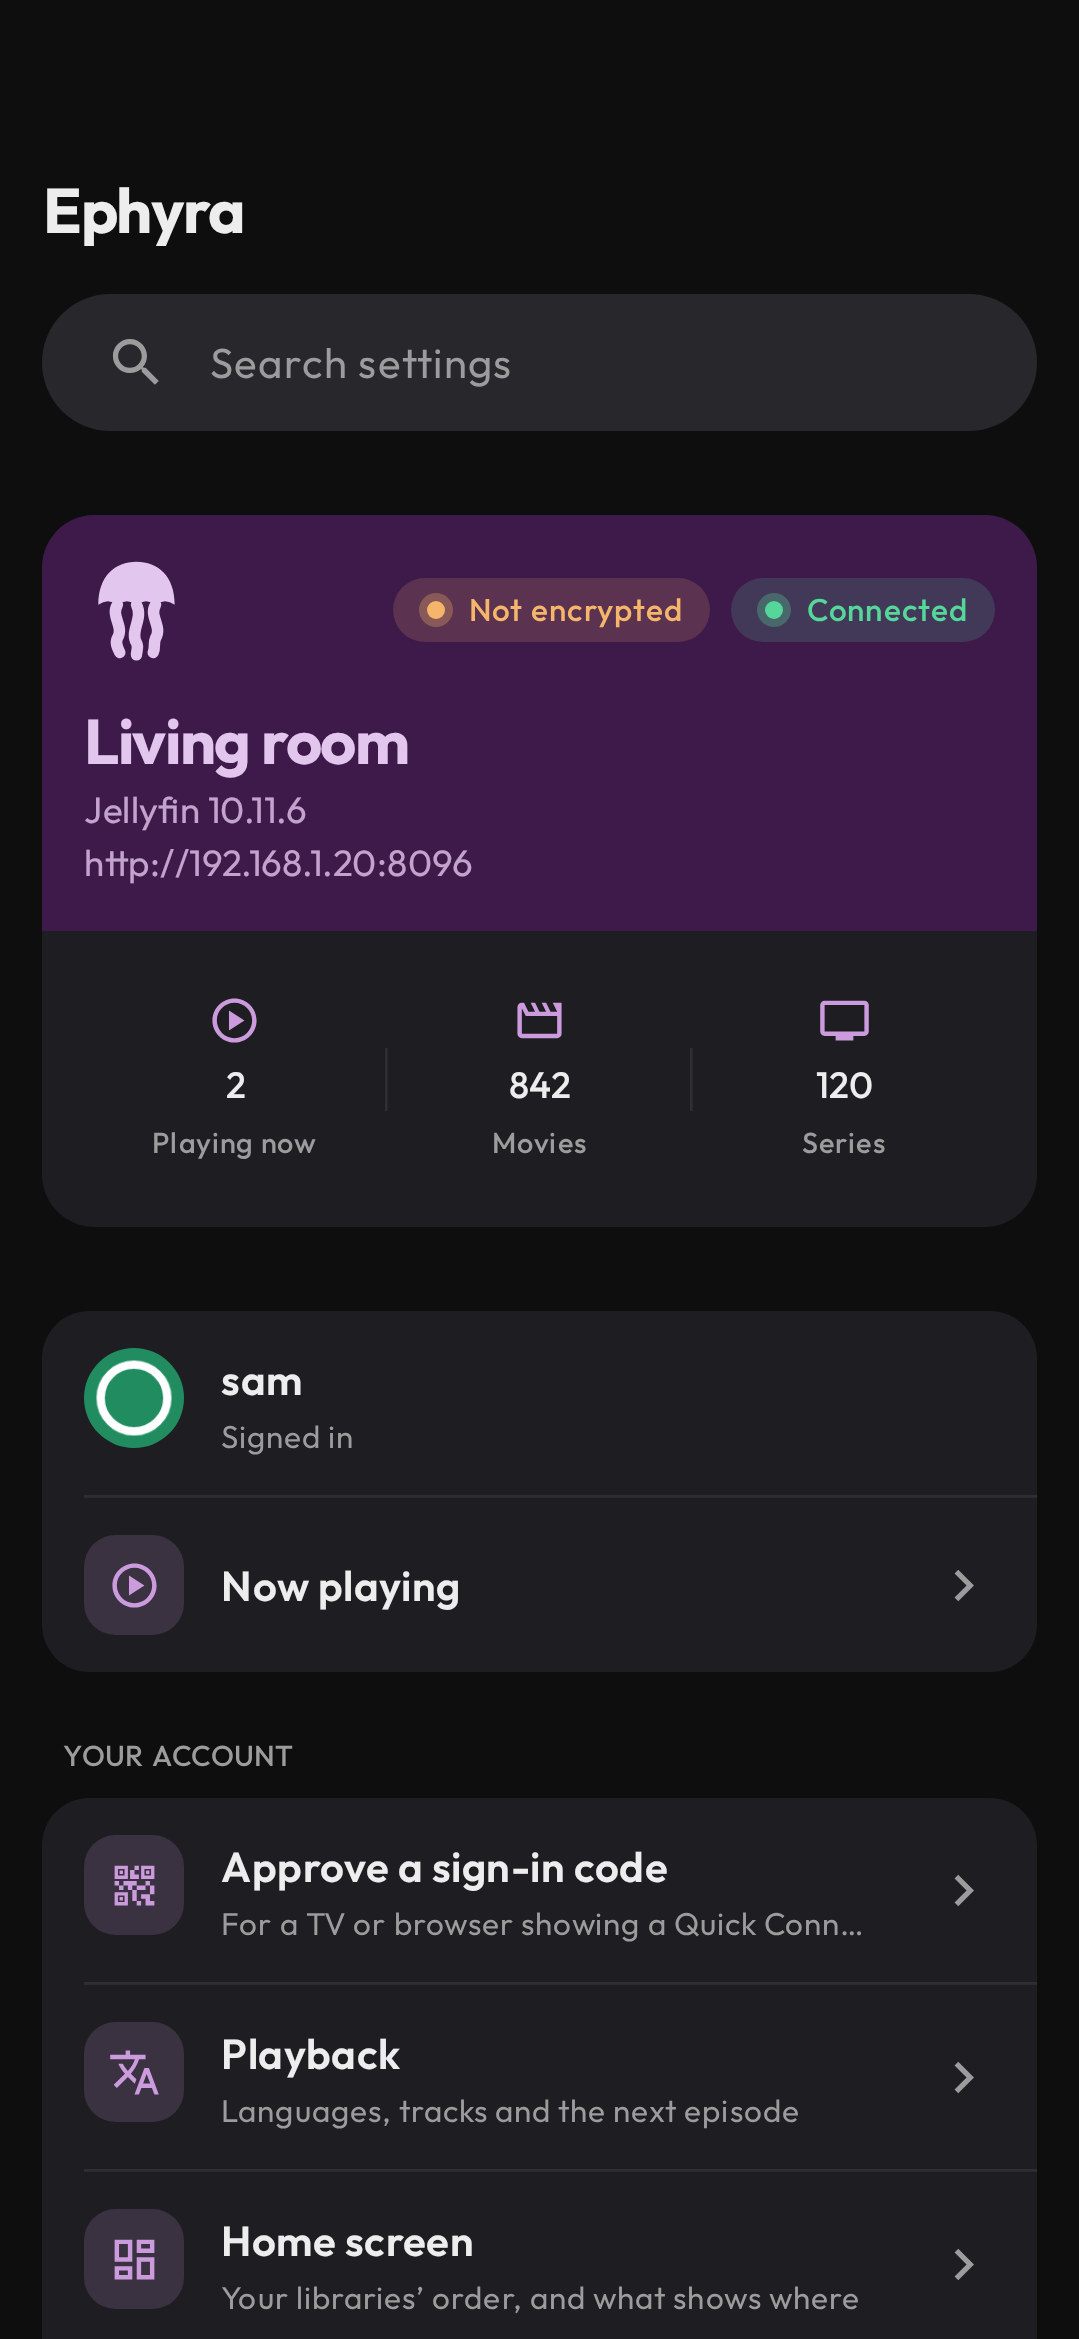 Ephyra
Search settings
Not encrypted
Connected
Living room
Jellyfin 10.11.6
http://192.168.1.20:8096
2
842
120
Playing now
Movies
Series
sam
Signed in
Now playing
YOUR ACCOUNT
Approve a sign-in code
For a TV or browser showing a Quick Conn…
Playback
Languages, tracks and the next episode
Home screen
Your libraries’ order, and what shows where